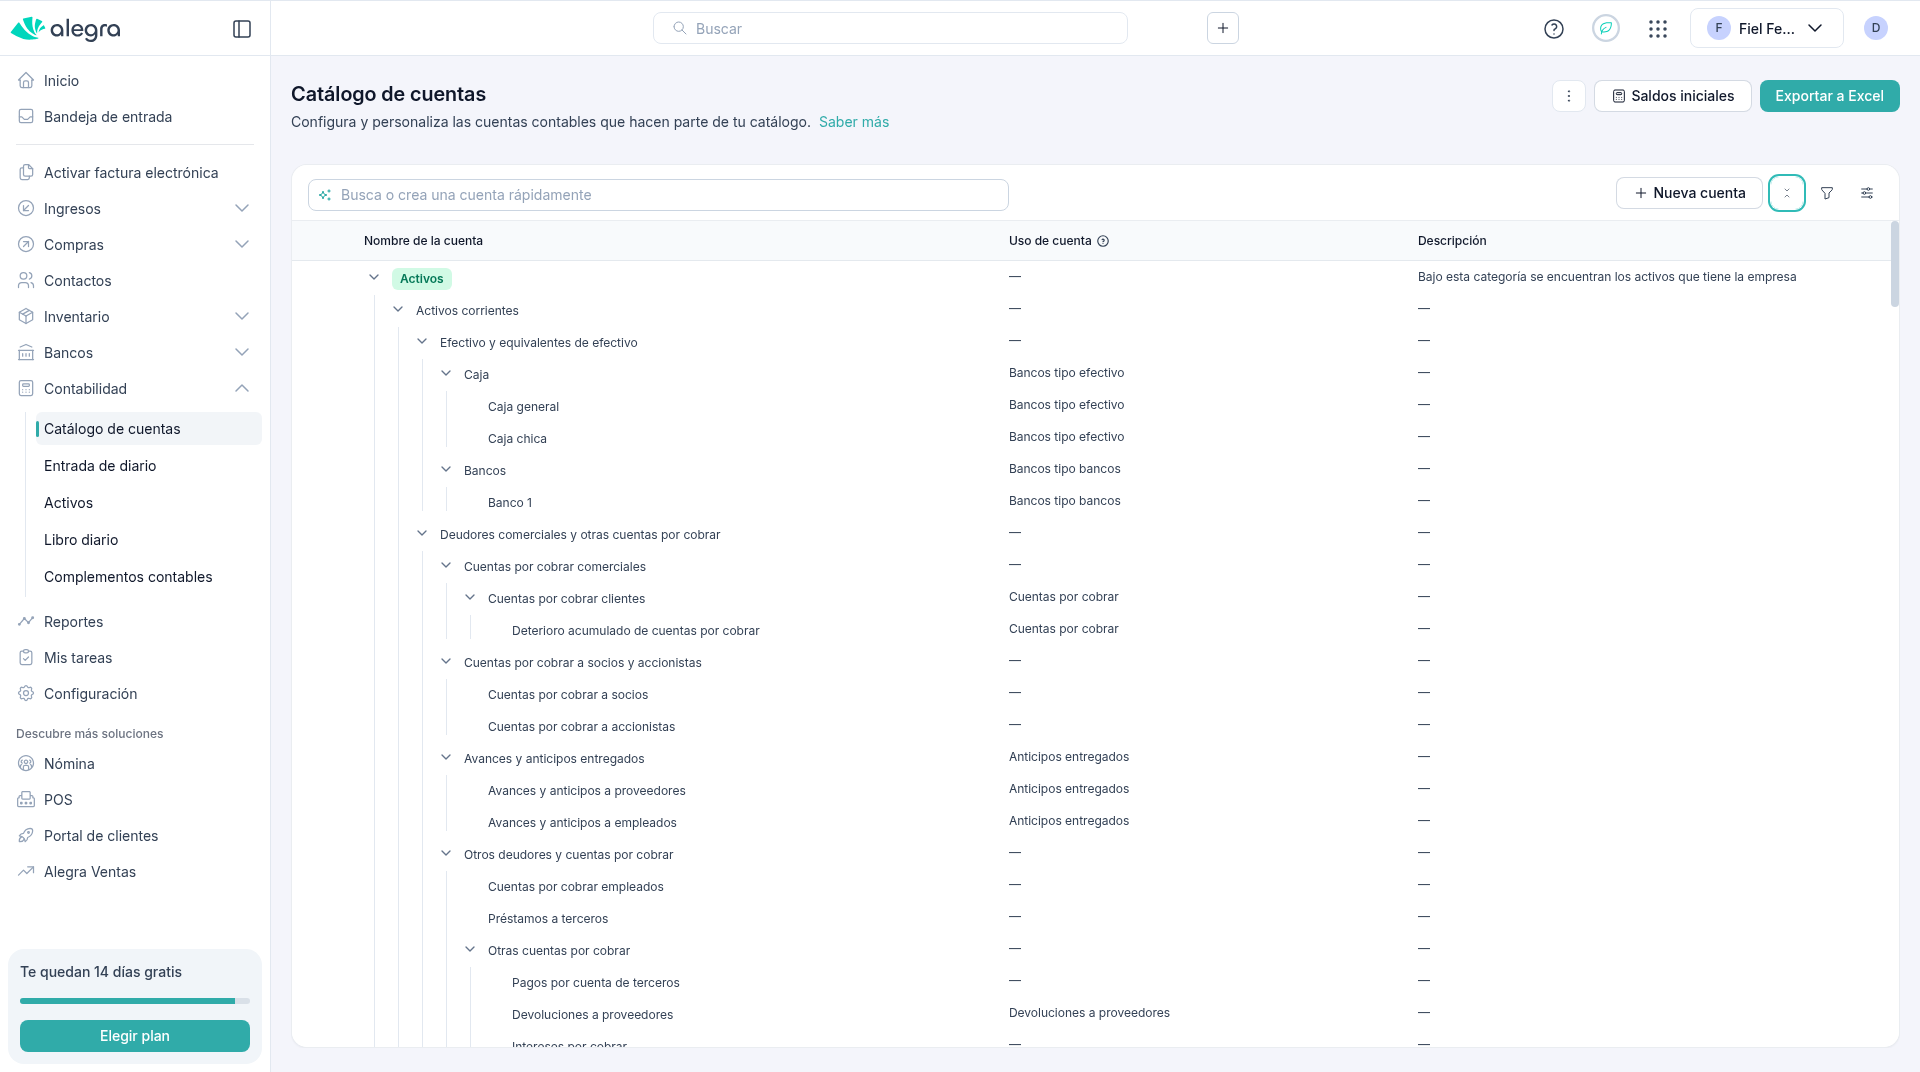 alegra
Buscar
F Fiel Fe... D
Inicio
Bandeja de entrada
Activar factura electrónica
Ingresos
Compras
Contactos
Inventario
Bancos
Contabilidad
Catálogo de cuentas
Entrada de diario
Activos
Libro diario
Complementos contables
Reportes
Mis tareas
Configuración
Descubre más soluciones
Nómina
POS
Portal de clientes
Alegra Ventas
Te quedan 14 días gratis
Elegir plan
Catálogo de cuentas
Configura y personaliza las cuentas contables que hacen parte de tu catálogo. Saber más
Saldos iniciales
Exportar a Excel
Busca o crea una cuenta rápidamente
Nueva cuenta
Nombre de la cuenta Uso de cuenta Descripción
Activos — Bajo esta categoría se encuentran los activos que tiene la empresa
Activos corrientes — —
Efectivo y equivalentes de efectivo — —
Caja Bancos tipo efectivo —
Caja general Bancos tipo efectivo —
Caja chica Bancos tipo efectivo —
Bancos Bancos tipo bancos —
Banco 1 Bancos tipo bancos —
Deudores comerciales y otras cuentas por cobrar — —
Cuentas por cobrar comerciales — —
Cuentas por cobrar clientes Cuentas por cobrar —
Deterioro acumulado de cuentas por cobrar Cuentas por cobrar —
Cuentas por cobrar a socios y accionistas — —
Cuentas por cobrar a socios — —
Cuentas por cobrar a accionistas — —
Avances y anticipos entregados Anticipos entregados —
Avances y anticipos a proveedores Anticipos entregados —
Avances y anticipos a empleados Anticipos entregados —
Otros deudores y cuentas por cobrar — —
Cuentas por cobrar empleados — —
Préstamos a terceros — —
Otras cuentas por cobrar — —
Pagos por cuenta de terceros — —
Devoluciones a proveedores Devoluciones a proveedores —
Intereses por cobrar — —